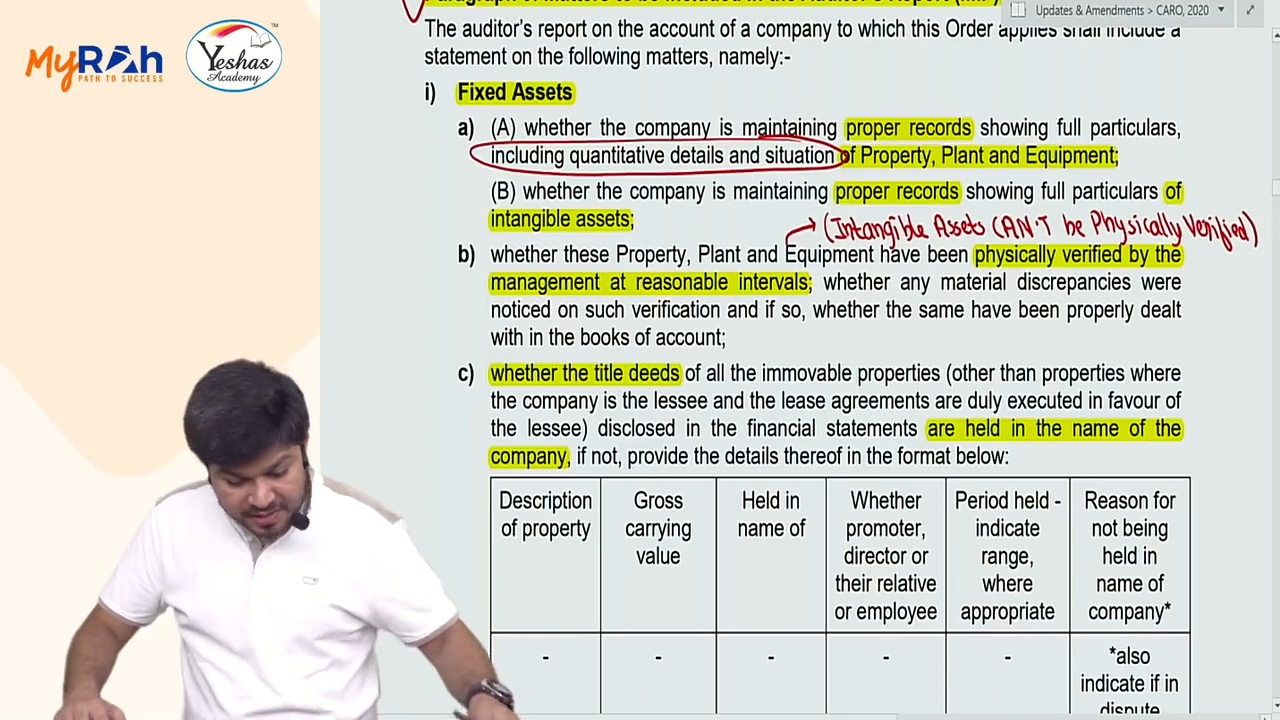 MyRAh
PATH TO SUCCESS
Yeshas
Academy
TM
Updates & Amendments > CARO, 2020
The auditor's report on the account of a company to which this Order applies shall include a
statement on the following matters, namely:-
i) Fixed Assets
a) (A) whether the company is maintaining proper records showing full particulars,
including quantitative details and situation of Property, Plant and Equipment;
(B) whether the company is maintaining proper records showing full particulars of
intangible assets;
(Intangible Assets CAN'T be Physically Verified)
b) whether these Property, Plant and Equipment have been physically verified by the
management at reasonable intervals; whether any material discrepancies were
noticed on such verification and if so, whether the same have been properly dealt
with in the books of account;
c) whether the title deeds of all the immovable properties (other than properties where
the company is the lessee and the lease agreements are duly executed in favour of
the lessee) disclosed in the financial statements are held in the name of the
company, if not, provide the details thereof in the format below:
Description
of property
Gross
carrying
value
Held in
name of
Whether
promoter,
director or
their relative
or employee
Period held -
indicate
range,
where
appropriate
Reason for
not being
held in
name of
company*
- - - - - *also
indicate if in
dispute